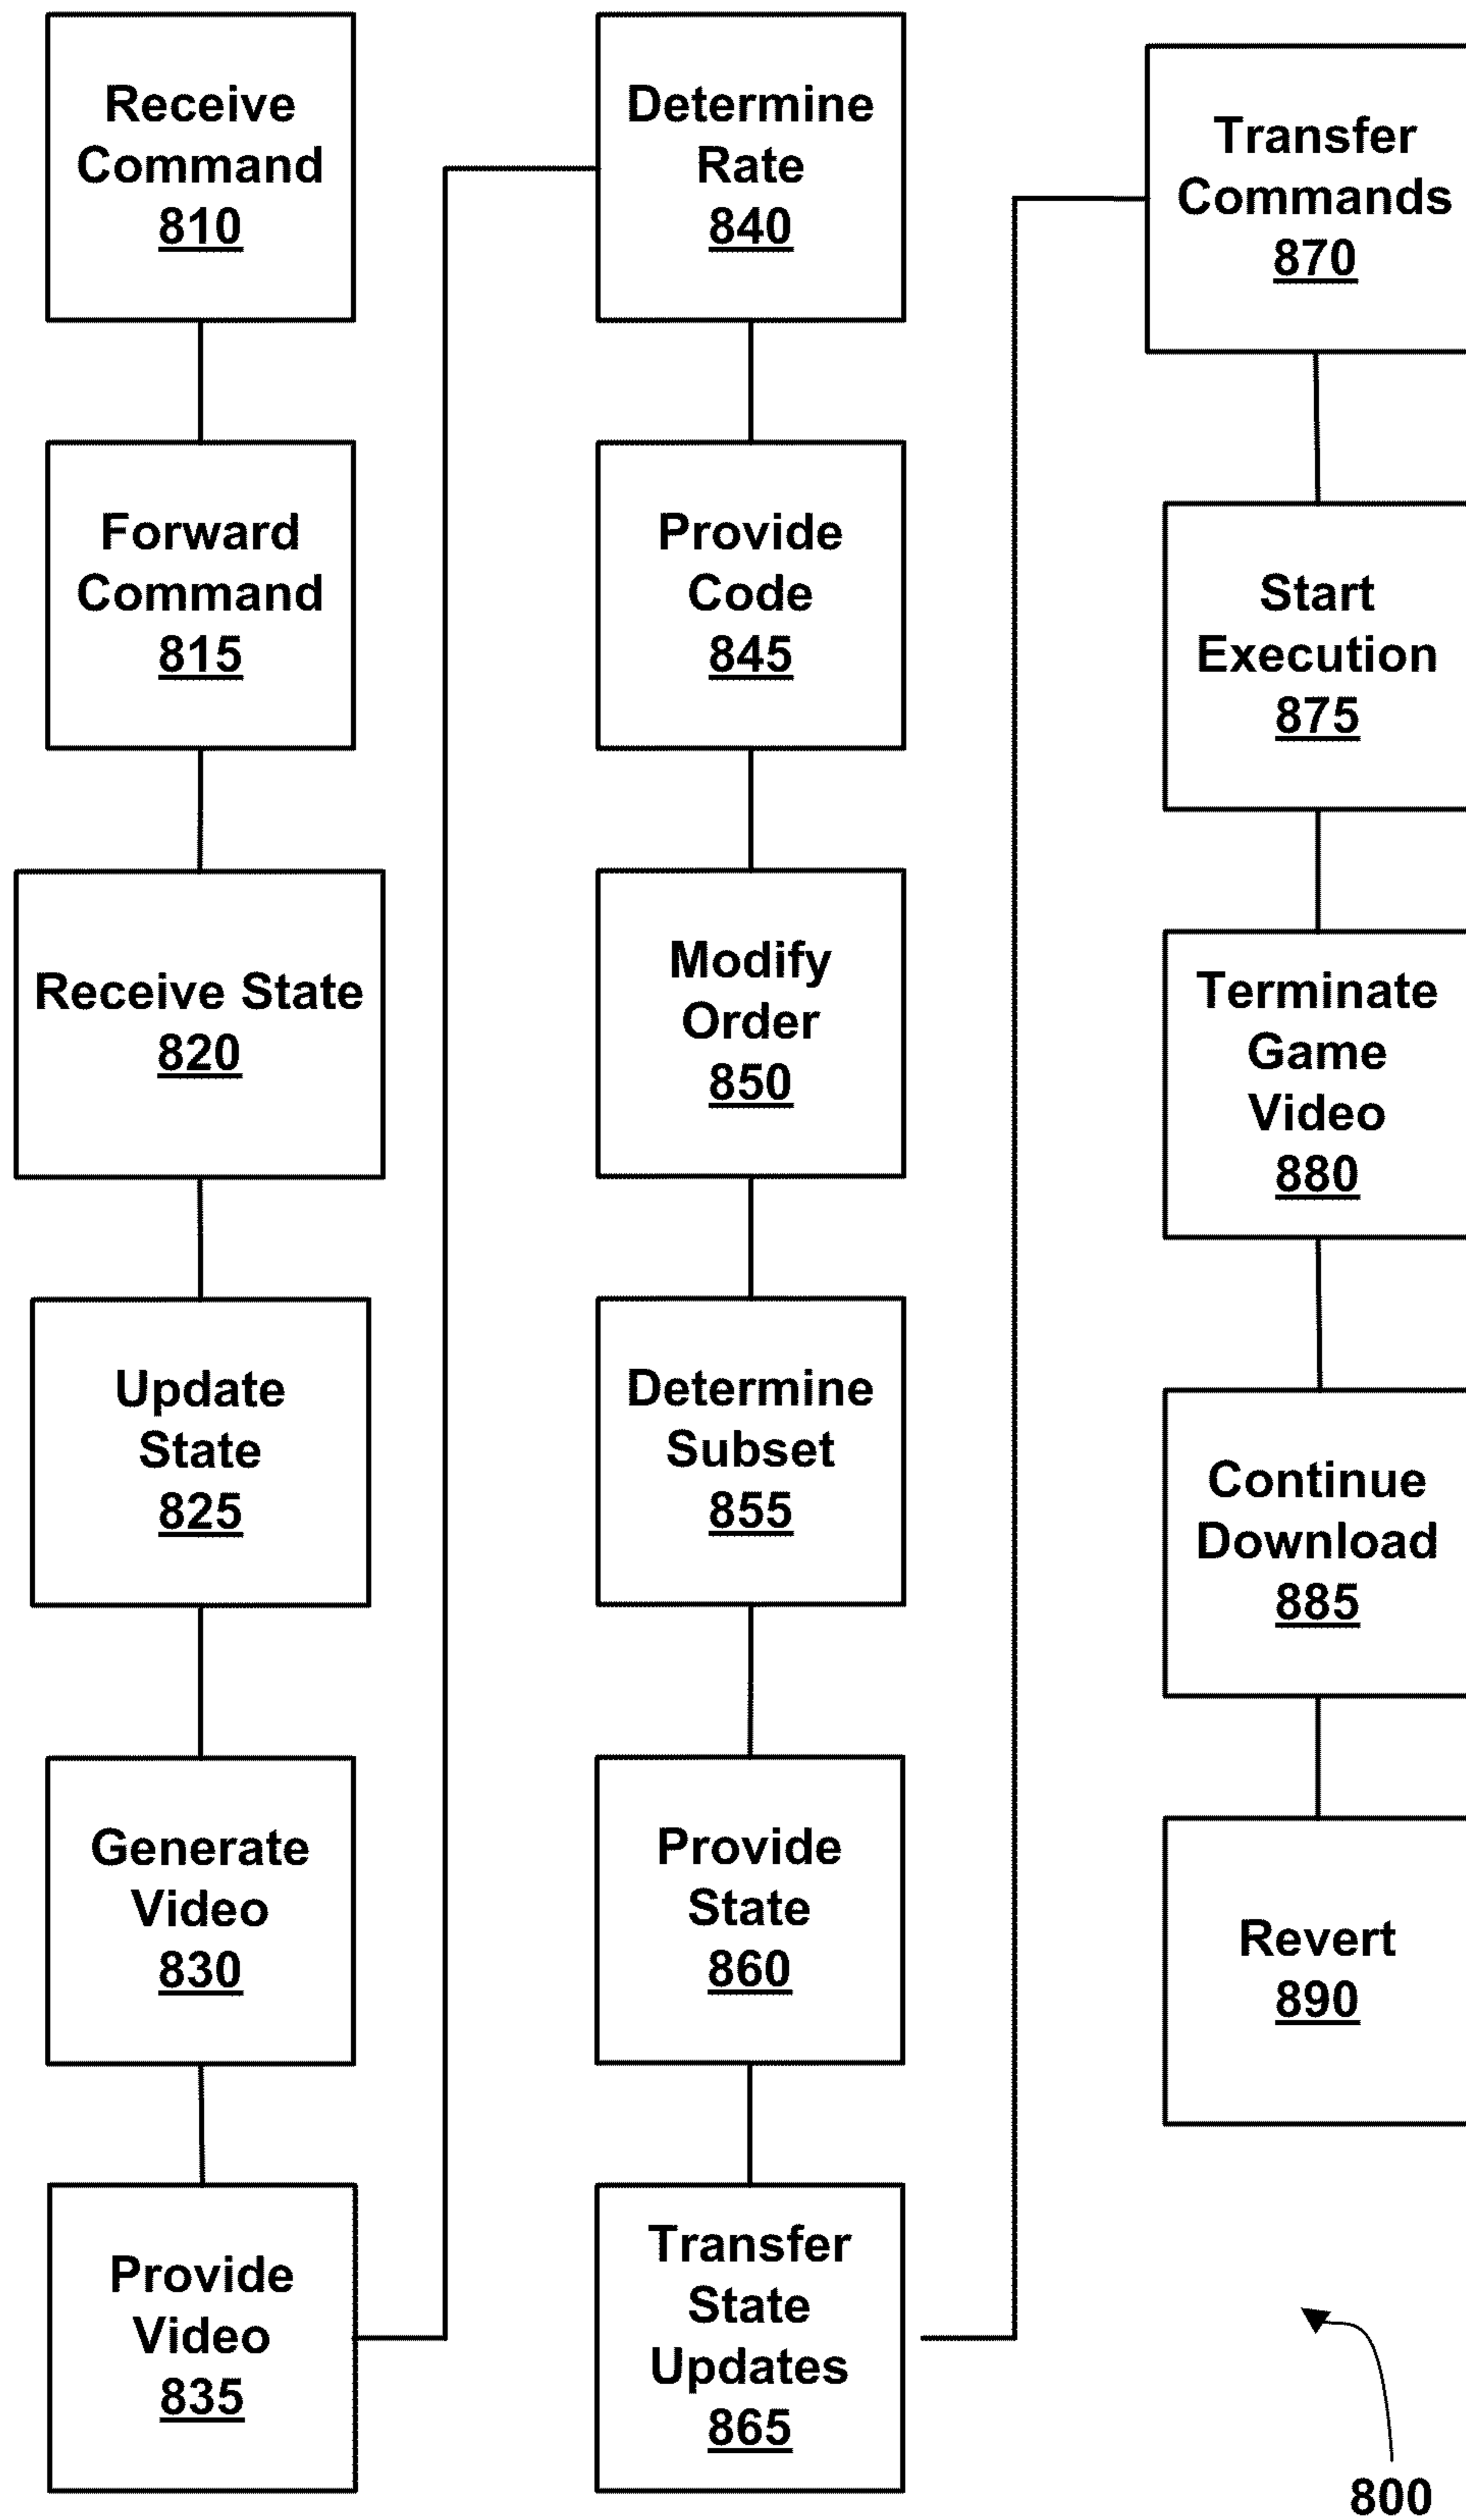 Receive
Command
810
Forward
Command
815
Receive State
820
Update
State
825
Generate
Video
830
Provide
Video
835
Determine
Rate
840
Provide
Code
845
Modify
Order
850
Determine
Subset
855
Provide
State
860
Transfer
State
Updates
865
Transfer
Commands
870
Start
Execution
875
Terminate
Game
Video
880
Continue
Download
885
Revert
890
800